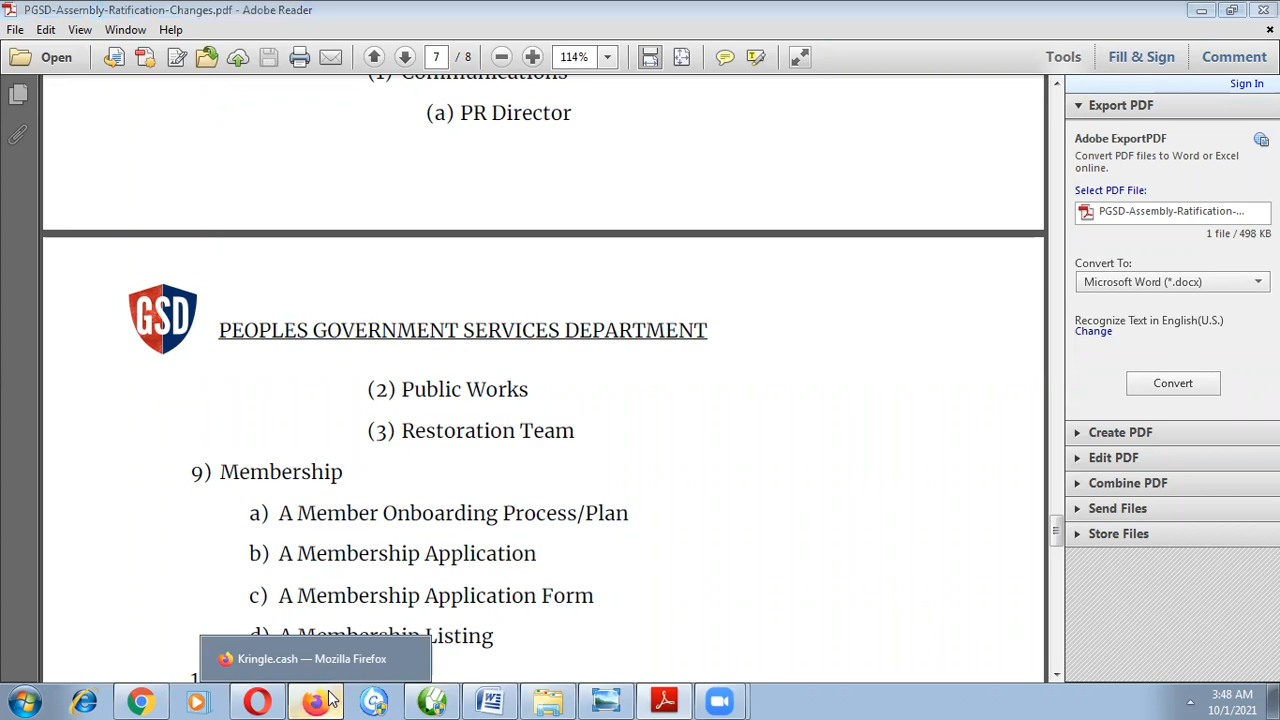 PGSD-Assembly-Ratification-Changes.pdf - Adobe Reader
File Edit View Window Help
Open 7 / 8 114% Tools Fill & Sign Comment
Sign In
(1) Communications
(a) PR Director
GSD
PEOPLES GOVERNMENT SERVICES DEPARTMENT
(2) Public Works
(3) Restoration Team
9) Membership
a) A Member Onboarding Process/Plan
b) A Membership Application
c) A Membership Application Form
d) A Membership Listing
1
Export PDF
Adobe ExportPDF
Convert PDF files to Word or Excel
online.
Select PDF File:
PGSD-Assembly-Ratification-...
1 file / 498 KB
Convert To:
Microsoft Word (*.docx)
Recognize Text in English(U.S.)
Change
Convert
Create PDF
Edit PDF
Combine PDF
Send Files
Store Files
Kringle.cash — Mozilla Firefox
3:48 AM
10/1/2021